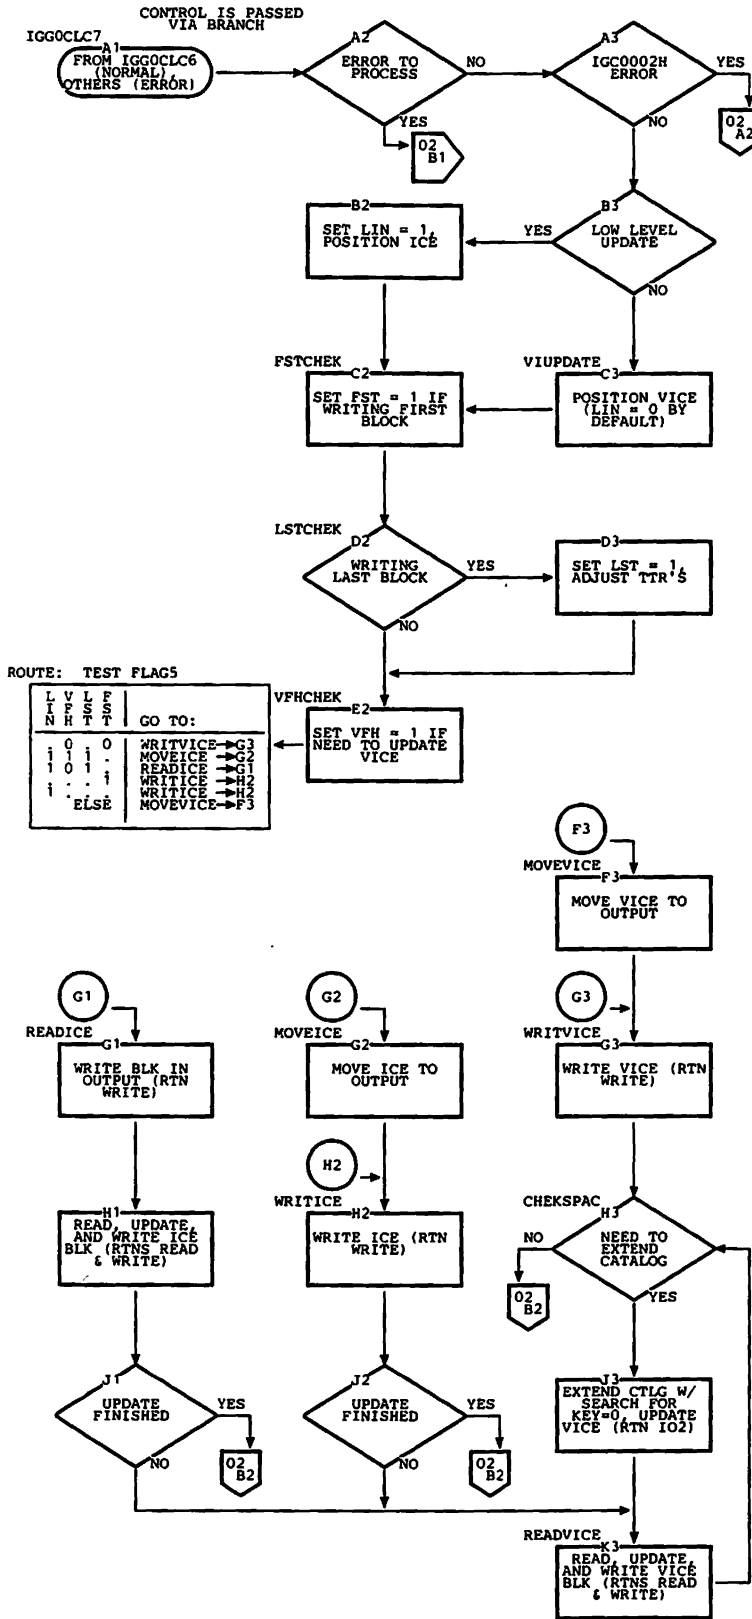 CONTROL IS PASSED
VIA BRANCH
IGG0CLC7
A1
FROM IGG0CLC6
(NORMAL),
OTHERS (ERROR)
A2
ERROR TO
PROCESS
NO
YES
02
B1
A3
IGC0002H
ERROR
YES
02
A2
NO
B2
SET LIN = 1,
POSITION ICE
B3
LOW LEVEL
UPDATE
YES
NO
FSTCHEK
C2
SET FST = 1 IF
WRITING FIRST
BLOCK
VIUPDATE
C3
POSITION VICE
(LIN = 0 BY
DEFAULT)
LSTCHEK
D2
WRITING
LAST BLOCK
YES
NO
D3
SET LST = 1,
ADJUST TTR'S
ROUTE: TEST FLAG5
L V L F
I F S S
N H T T GO TO:
. 0 . 0 WRITVICE G3
1 1 1 . MOVEICE G2
1 0 1 . READICE G1
. . . 1 WRITICE H2
1 . . . WRITICE H2
ELSE MOVEVICE F3
VFHCHEK
E2
SET VFH = 1 IF
NEED TO UPDATE
VICE
F3
MOVEVICE
F3
MOVE VICE TO
OUTPUT
G1
READICE
G1
WRITE BLK IN
OUTPUT (RTN
WRITE)
G2
MOVEICE
G2
MOVE ICE TO
OUTPUT
G3
WRITVICE
G3
WRITE VICE (RTN
WRITE)
H1
READ, UPDATE,
AND WRITE ICE
BLK (RTNS READ
& WRITE)
H2
WRITICE
H2
WRITE ICE (RTN
WRITE)
CHEKSPAC
H3
NEED TO
EXTEND
CATALOG
NO
02
B2
YES
J1
UPDATE
FINISHED
YES
02
B2
NO
J2
UPDATE
FINISHED
YES
02
B2
NO
J3
EXTEND CTLG W/
SEARCH FOR
KEY=0, UPDATE
VICE (RTN IO2)
READVICE
K3
READ, UPDATE,
AND WRITE VICE
BLK (RTNS READ
& WRITE)